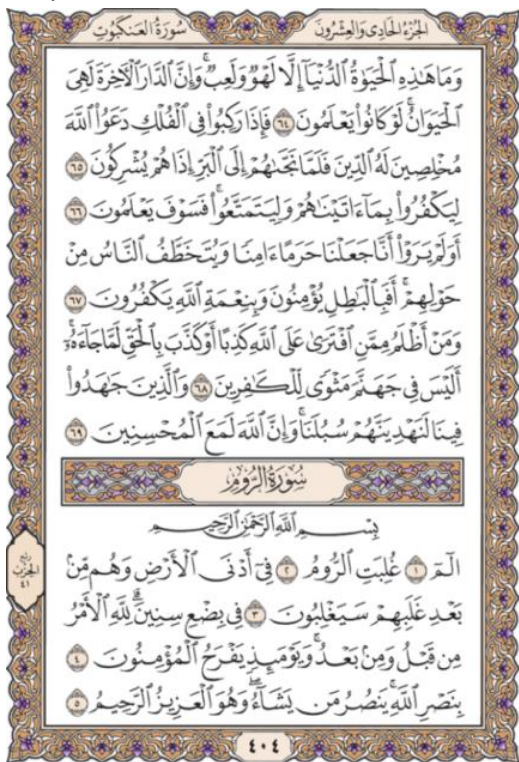 الجزء الحادي والعشرون سورة العنكبوت
وَمَا هَٰذِهِ ٱلْحَيَوٰةُ ٱلدُّنْيَآ إِلَّا لَهْوٌ وَلَعِبٌ ۚ وَإِنَّ ٱلدَّارَ ٱلْءَاخِرَةَ لَهِىَ
ٱلْحَيَوَانُ ۚ لَوْ كَانُوا۟ يَعْلَمُونَ ٦٤ فَإِذَا رَكِبُوا۟ فِى ٱلْفُلْكِ دَعَوُا۟ ٱللَّهَ
مُخْلِصِينَ لَهُ ٱلدِّينَ فَلَمَّا نَجَّىٰهُمْ إِلَى ٱلْبَرِّ إِذَا هُمْ يُشْرِكُونَ ٦٥
لِيَكْفُرُوا۟ بِمَآ ءَاتَيْنَٰهُمْ وَلِيَتَمَتَّعُوا۟ ۖ فَسَوْفَ يَعْلَمُونَ ٦٦
أَوَلَمْ يَرَوْا۟ أَنَّا جَعَلْنَا حَرَمًا ءَامِنًا وَيُتَخَطَّفُ ٱلنَّاسُ مِنْ
حَوْلِهِمْ ۚ أَفَبِٱلْبَٰطِلِ يُؤْمِنُونَ وَبِنِعْمَةِ ٱللَّهِ يَكْفُرُونَ ٦٧
وَمَنْ أَظْلَمُ مِمَّنِ ٱفْتَرَىٰ عَلَى ٱللَّهِ كَذِبًا أَوْ كَذَّبَ بِٱلْحَقِّ لَمَّا جَآءَهُۥٓ ۚ
أَلَيْسَ فِى جَهَنَّمَ مَثْوًى لِّلْكَٰفِرِينَ ٦٨ وَٱلَّذِينَ جَٰهَدُوا۟
فِينَا لَنَهْدِيَنَّهُمْ سُبُلَنَا ۚ وَإِنَّ ٱللَّهَ لَمَعَ ٱلْمُحْسِنِينَ ٦٩
سُورَةُ الرُّومِ
بِسْمِ ٱللَّهِ ٱلرَّحْمَٰنِ ٱلرَّحِيمِ
الٓمٓ ١ غُلِبَتِ ٱلرُّومُ ٢ فِىٓ أَدْنَى ٱلْأَرْضِ وَهُم مِّنۢ
بَعْدِ غَلَبِهِمْ سَيَغْلِبُونَ ٣ فِى بِضْعِ سِنِينَ ۗ لِلَّهِ ٱلْأَمْرُ
مِن قَبْلُ وَمِنۢ بَعْدُ ۚ وَيَوْمَئِذٍ يَفْرَحُ ٱلْمُؤْمِنُونَ ٤
بِنَصْرِ ٱللَّهِ ۚ يَنصُرُ مَن يَشَآءُ ۖ وَهُوَ ٱلْعَزِيزُ ٱلرَّحِيمُ ٥
ربع
الحزب
٤١
٤٠٤